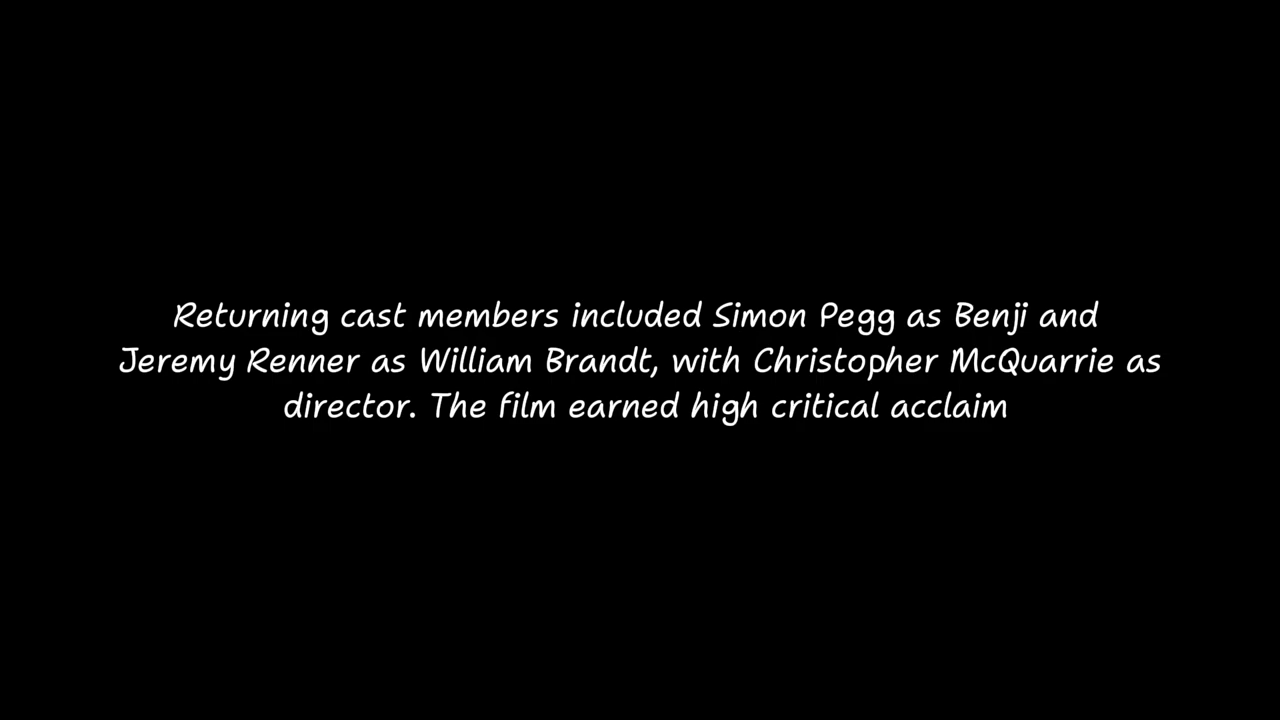 Returning cast members included Simon Pegg as Benji and
Jeremy Renner as William Brandt, with Christopher McQuarrie as
director. The film earned high critical acclaim